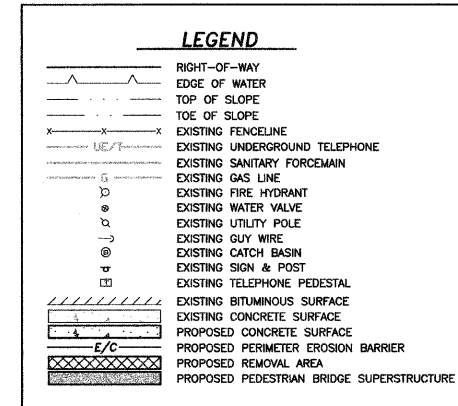 LEGEND
RIGHT-OF-WAY
EDGE OF WATER
TOP OF SLOPE
TOE OF SLOPE
X X X EXISTING FENCELINE
UE/T EXISTING UNDERGROUND TELEPHONE
EXISTING SANITARY FORCEMAIN
G EXISTING GAS LINE
EXISTING FIRE HYDRANT
EXISTING WATER VALVE
EXISTING UTILITY POLE
EXISTING GUY WIRE
EXISTING CATCH BASIN
EXISTING SIGN & POST
T EXISTING TELEPHONE PEDESTAL
EXISTING BITUMINOUS SURFACE
EXISTING CONCRETE SURFACE
PROPOSED CONCRETE SURFACE
E/C PROPOSED PERIMETER EROSION BARRIER
PROPOSED REMOVAL AREA
PROPOSED PEDESTRIAN BRIDGE SUPERSTRUCTURE